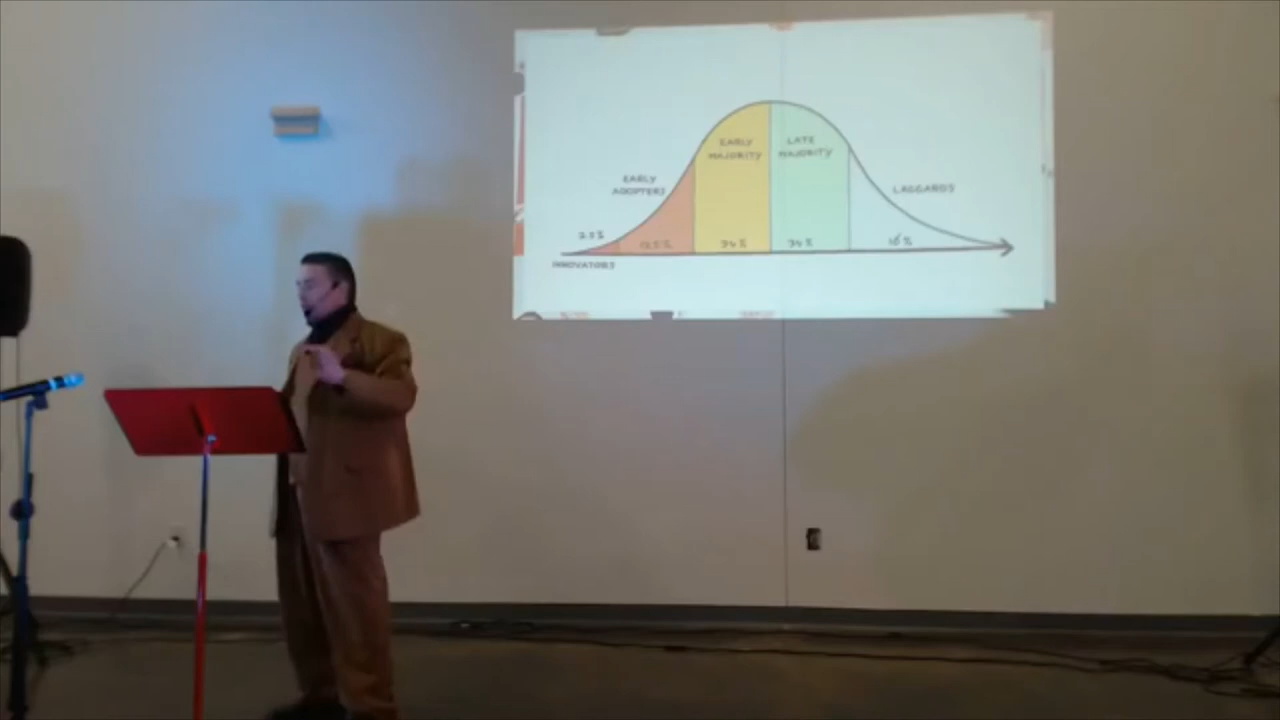 EARLY
MAJORITY
LATE
MAJORITY
EARLY
ADOPTERS
LAGGARDS
2.5%
13.5%
34%
34%
16%
INNOVATORS